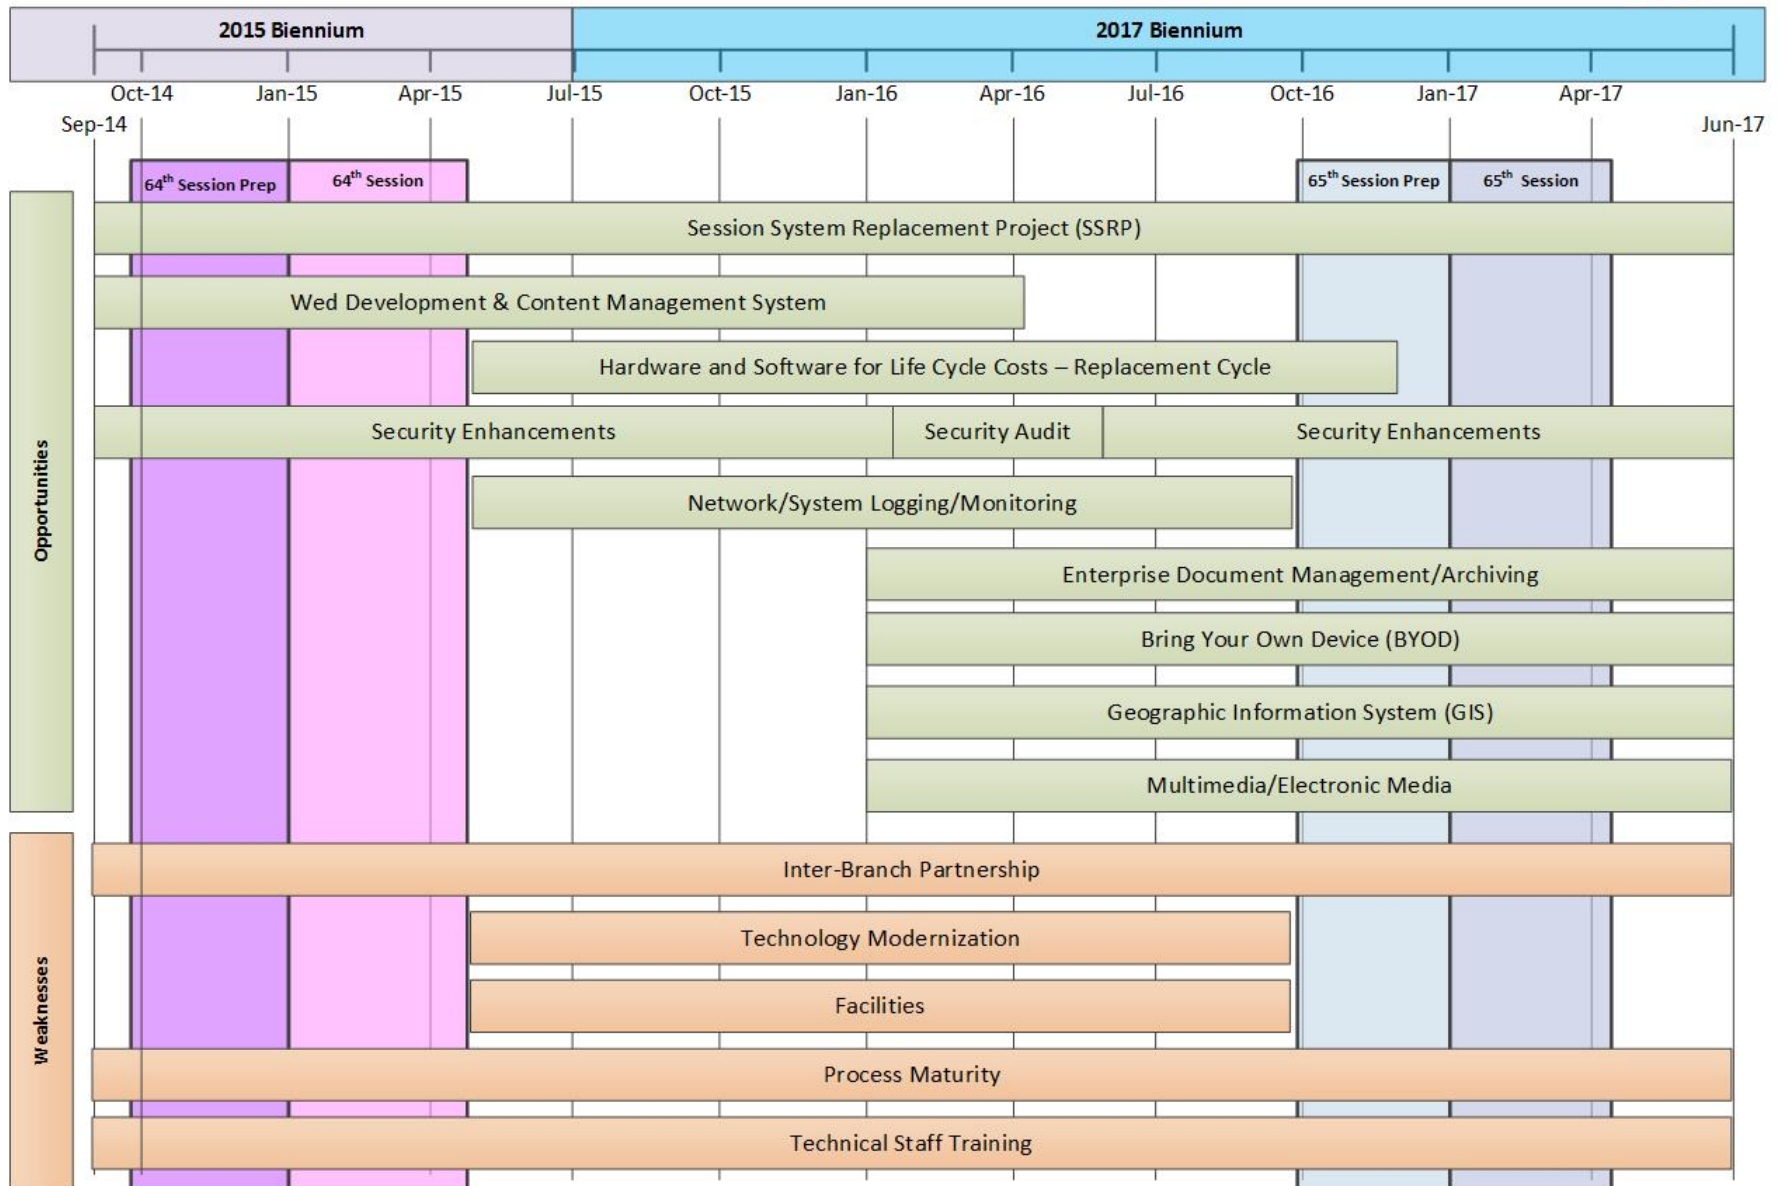 2015 Biennium
2017 Biennium
Oct-14
Jan-15
Apr-15
Jul-15
Oct-15
Jan-16
Apr-16
Jul-16
Oct-16
Jan-17
Apr-17
Sep-14
Jun-17
64th Session Prep
64th Session
65th Session Prep
65th Session
Opportunities
Session System Replacement Project (SSRP)
Wed Development & Content Management System
Hardware and Software for Life Cycle Costs – Replacement Cycle
Security Enhancements
Security Audit
Security Enhancements
Network/System Logging/Monitoring
Enterprise Document Management/Archiving
Bring Your Own Device (BYOD)
Geographic Information System (GIS)
Multimedia/Electronic Media
Weaknesses
Inter-Branch Partnership
Technology Modernization
Facilities
Process Maturity
Technical Staff Training